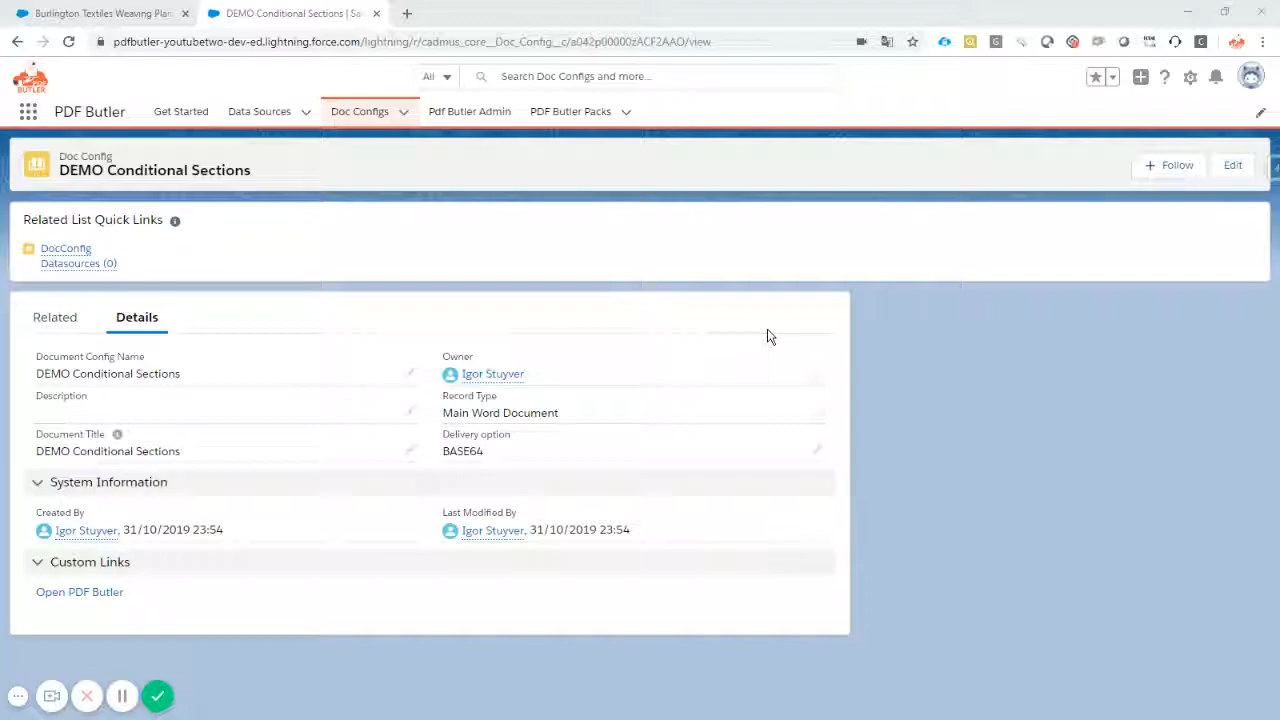 Burlington Textiles Weaving Plan
DEMO Conditional Sections | Sa
pdfbutler-youtubetwo-dev-ed.lightning.force.com/lightning/r/cadmus_core__Doc_Config__c/a042p00000zACF2AAO/view
BUTLER
All
Search Doc Configs and more...
PDF Butler
Get Started
Data Sources
Doc Configs
Pdf Butler Admin
PDF Butler Packs
Doc Config
DEMO Conditional Sections
+ Follow
Edit
Related List Quick Links
DocConfig
Datasources (0)
Related
Details
Document Config Name
DEMO Conditional Sections
Owner
Igor Stuyver
Description
Record Type
Main Word Document
Document Title
DEMO Conditional Sections
Delivery option
BASE64
System Information
Created By
Igor Stuyver, 31/10/2019 23:54
Last Modified By
Igor Stuyver, 31/10/2019 23:54
Custom Links
Open PDF Butler